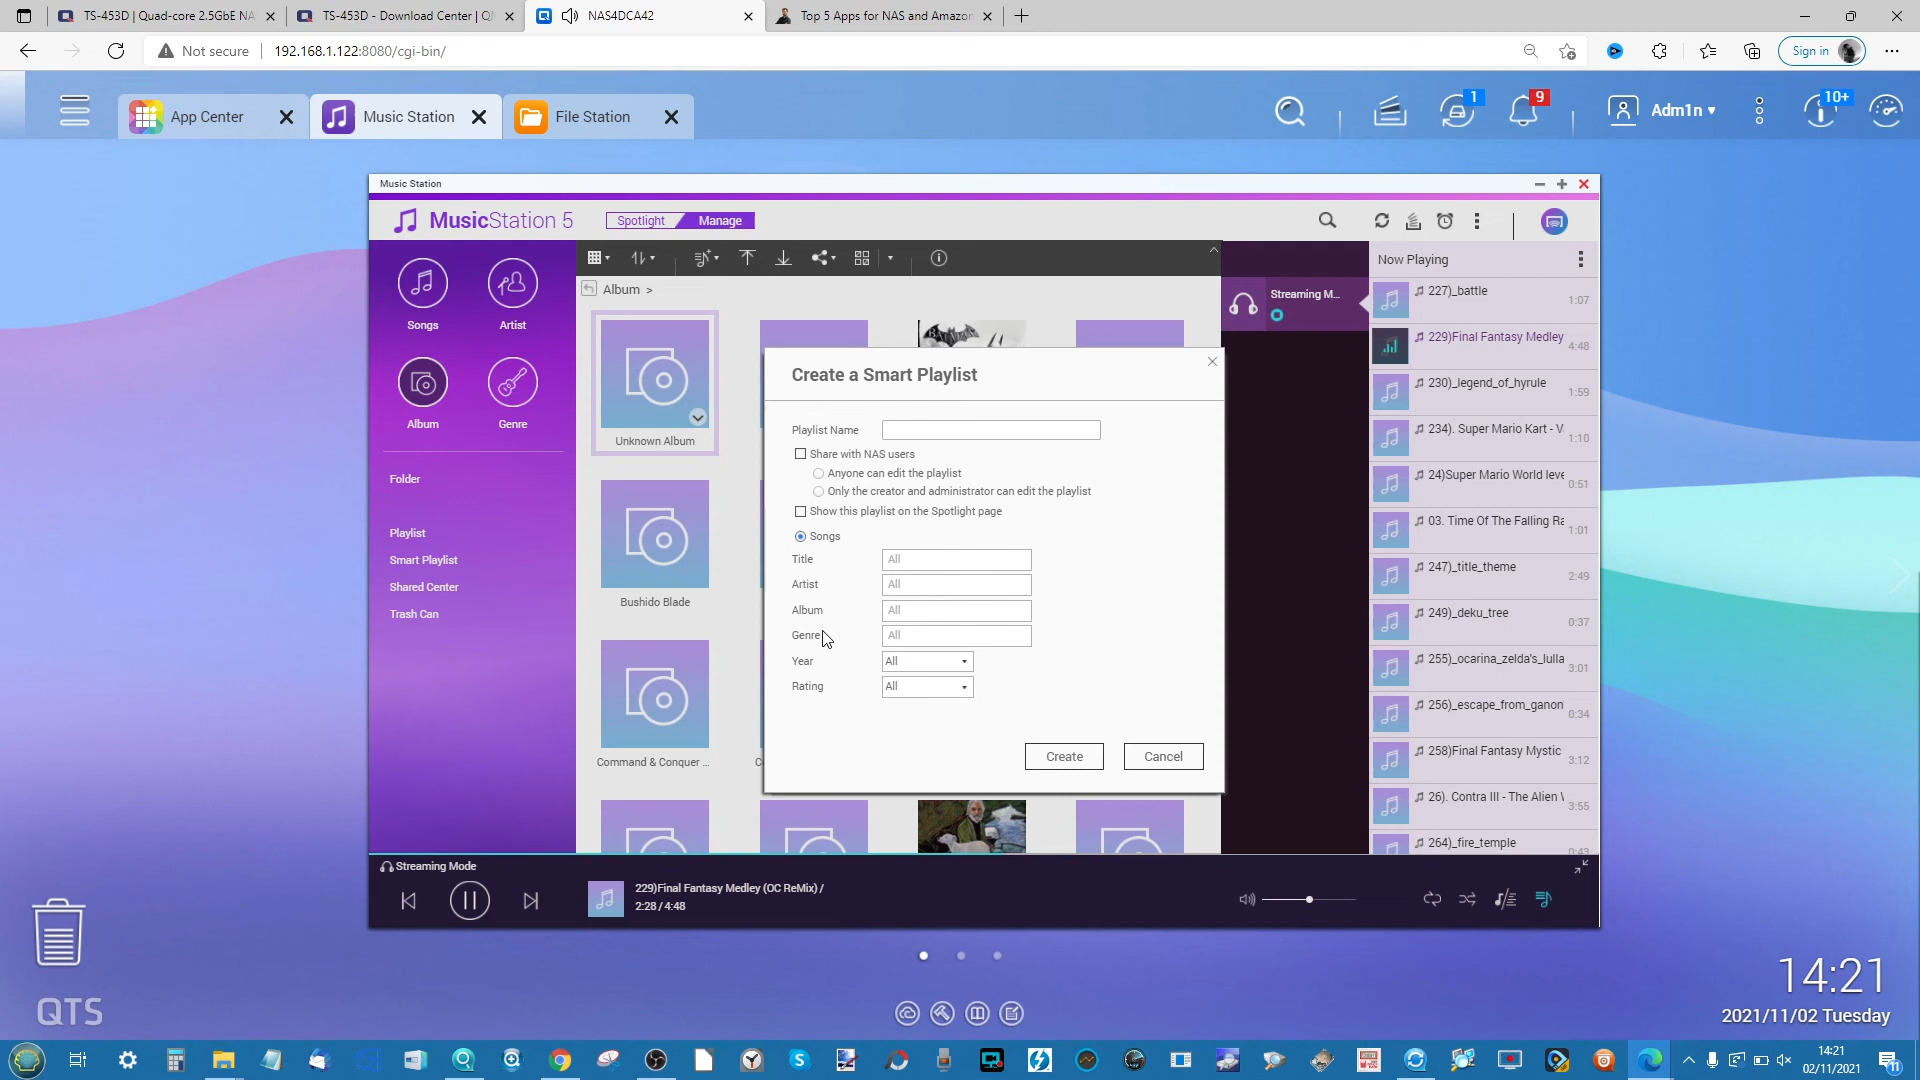 TS-453D | Quad-core 2.5GbE NA
TS-453D - Download Center | QN
NAS4DCA42
Top 5 Apps for NAS and Amazon
Not secure
192.168.1.122:8080/cgi-bin/
Sign in
App Center
Music Station
File Station
1
9
Adm1n
10+
Music Station
MusicStation 5
Spotlight
Manage
Songs
Artist
Album
Genre
Folder
Playlist
Smart Playlist
Shared Center
Trash Can
Album >
Unknown Album
Bushido Blade
Command & Conquer ...
Create a Smart Playlist
Playlist Name
Share with NAS users
Anyone can edit the playlist
Only the creator and administrator can edit the playlist
Show this playlist on the Spotlight page
Songs
Title All
Artist All
Album All
Genre All
Year All
Rating All
Create
Cancel
Streaming M...
Now Playing
227)_battle 1:07
229)Final Fantasy Medley 4:48
230)_legend_of_hyrule 1:59
234). Super Mario Kart - V 1:10
24)Super Mario World leve 0:51
03. Time Of The Falling Ra 1:01
247)_title_theme 2:49
249)_deku_tree 0:37
255)_ocarina_zelda's_lulla 3:01
256)_escape_from_ganon 0:34
258)Final Fantasy Mystic 3:12
26). Contra III - The Alien W 3:55
264)_fire_temple 0:43
Streaming Mode
229)Final Fantasy Medley (OC ReMix) /
2:28 / 4:48
QTS
14:21
2021/11/02 Tuesday
14:21
02/11/2021
11